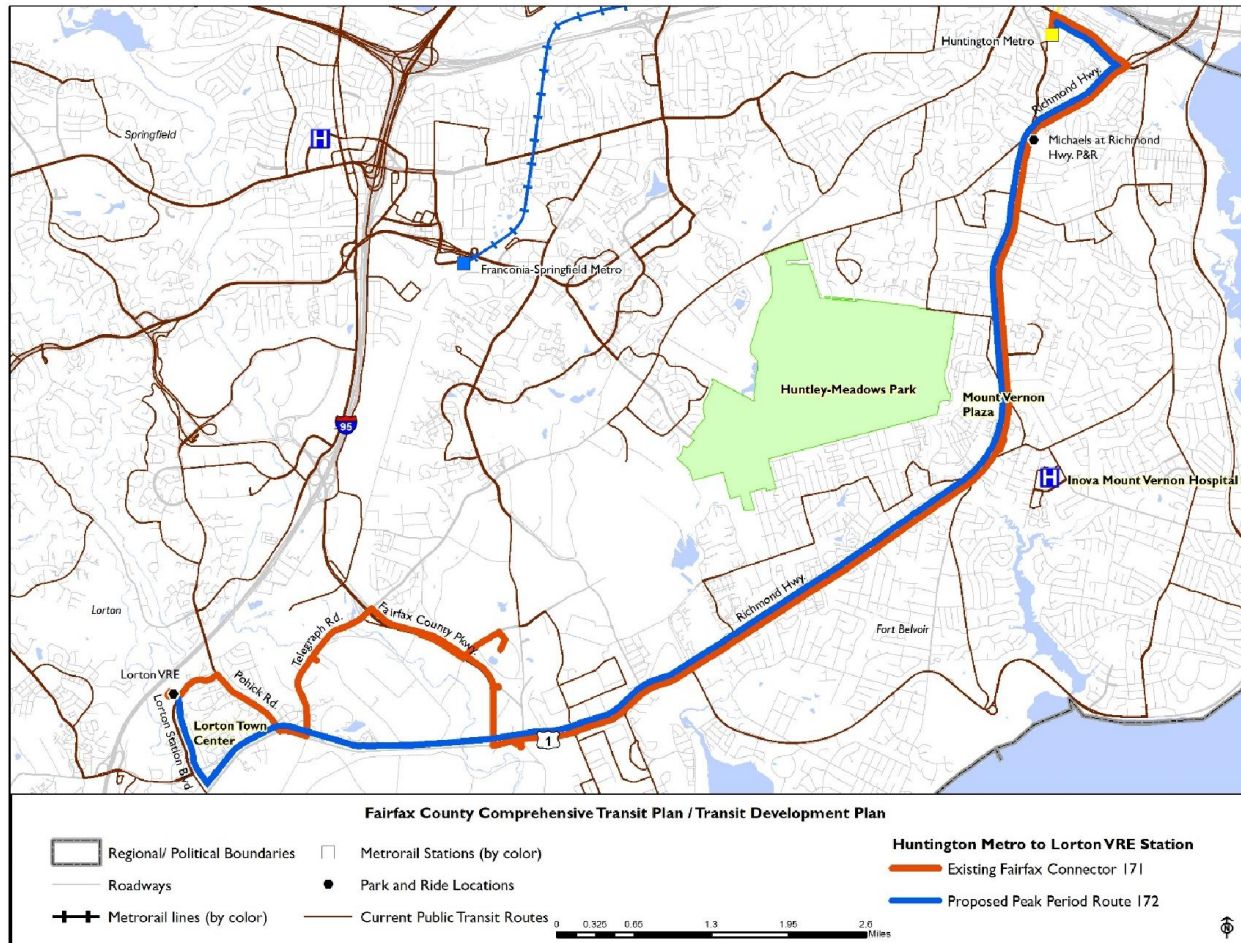 Huntington Metro
Richmond Hwy.
Springfield
H
Michaels at Richmond
Hwy. P&R
Franconia-Springfield Metro
Huntley-Meadows Park
Mount Vernon
Plaza
95
H
Inova Mount Vernon Hospital
Richmond Hwy.
Fairfax County Pkwy.
Telegraph Rd.
Lorton
Fort Belvoir
Lorton VRE
Pohick Rd.
Lorton Station Blvd
Lorton Town
Center
1
Fairfax County Comprehensive Transit Plan / Transit Development Plan
Regional/ Political Boundaries
Metrorail Stations (by color)
Roadways
Park and Ride Locations
Metrorail lines (by color)
Current Public Transit Routes
Huntington Metro to Lorton VRE Station
Existing Fairfax Connector 171
Proposed Peak Period Route 172
0 0.325 0.65 1.3 1.95 2.6
Miles
N